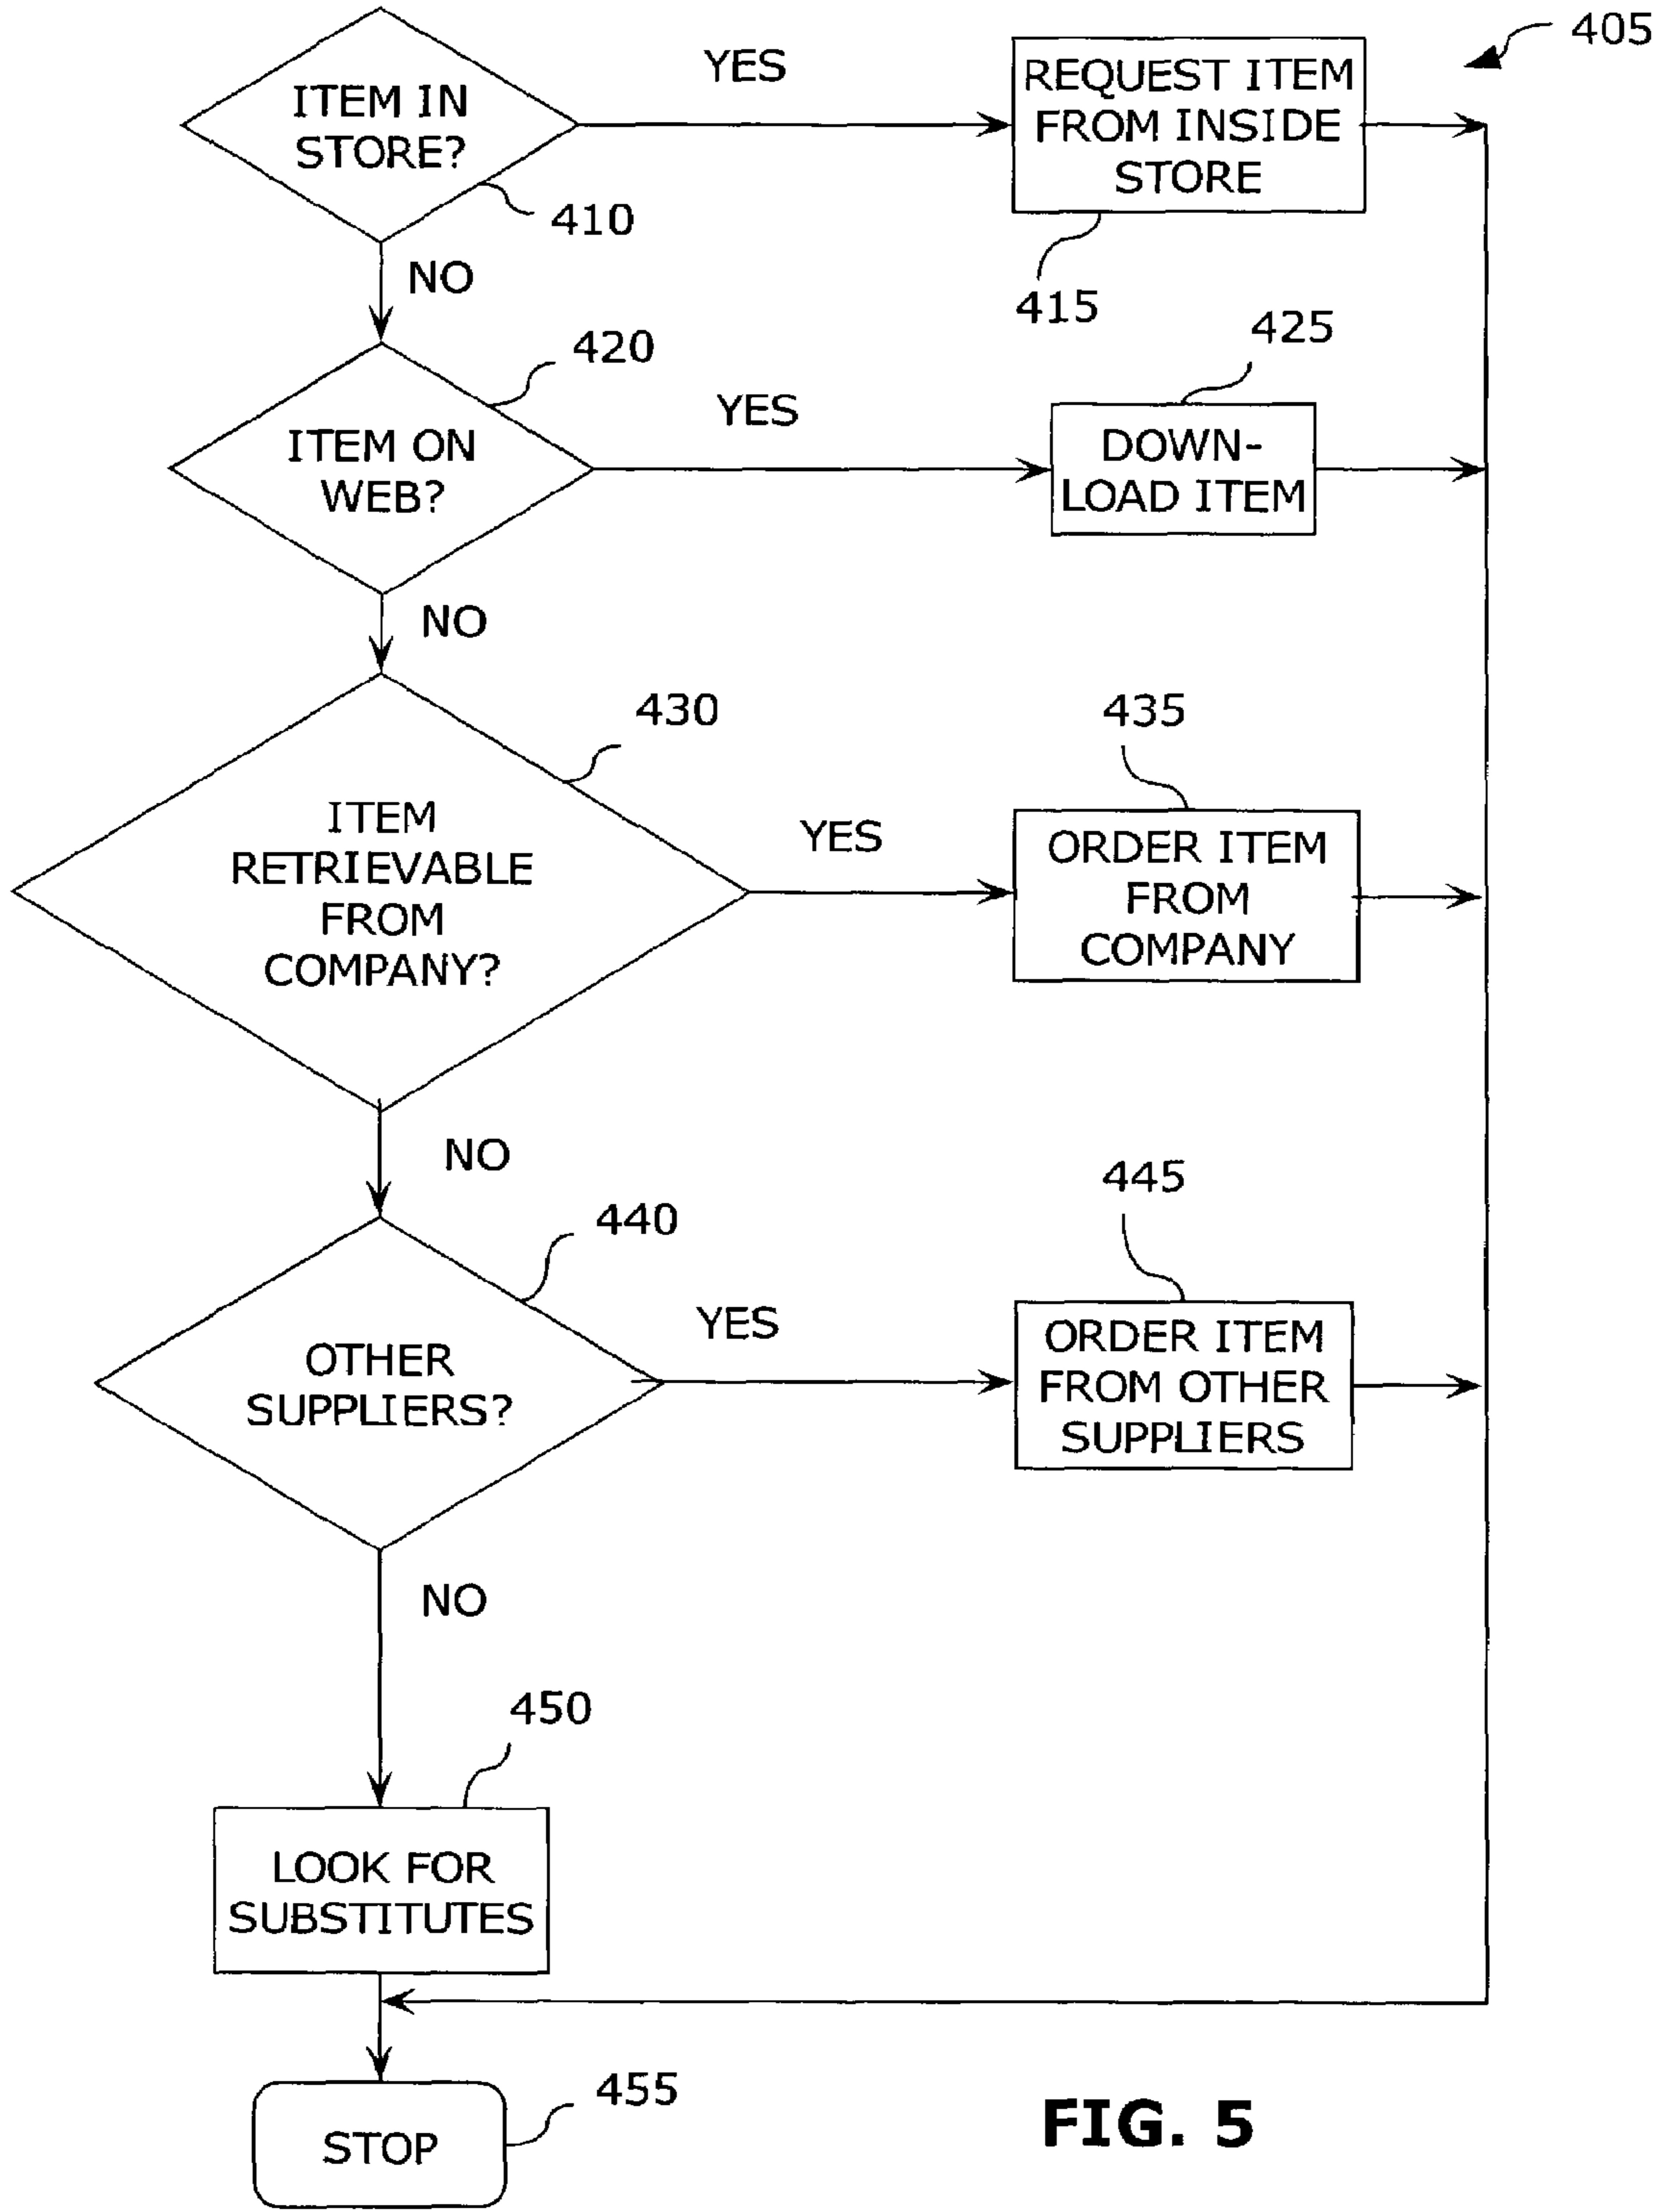 405
ITEM IN
STORE?
YES
REQUEST ITEM
FROM INSIDE
STORE
410
415
NO
420
425
ITEM ON
WEB?
YES
DOWN-
LOAD ITEM
NO
430
435
ITEM
RETRIEVABLE
FROM
COMPANY?
YES
ORDER ITEM
FROM
COMPANY
NO
440
445
OTHER
SUPPLIERS?
YES
ORDER ITEM
FROM OTHER
SUPPLIERS
NO
450
LOOK FOR
SUBSTITUTES
455
STOP
FIG. 5